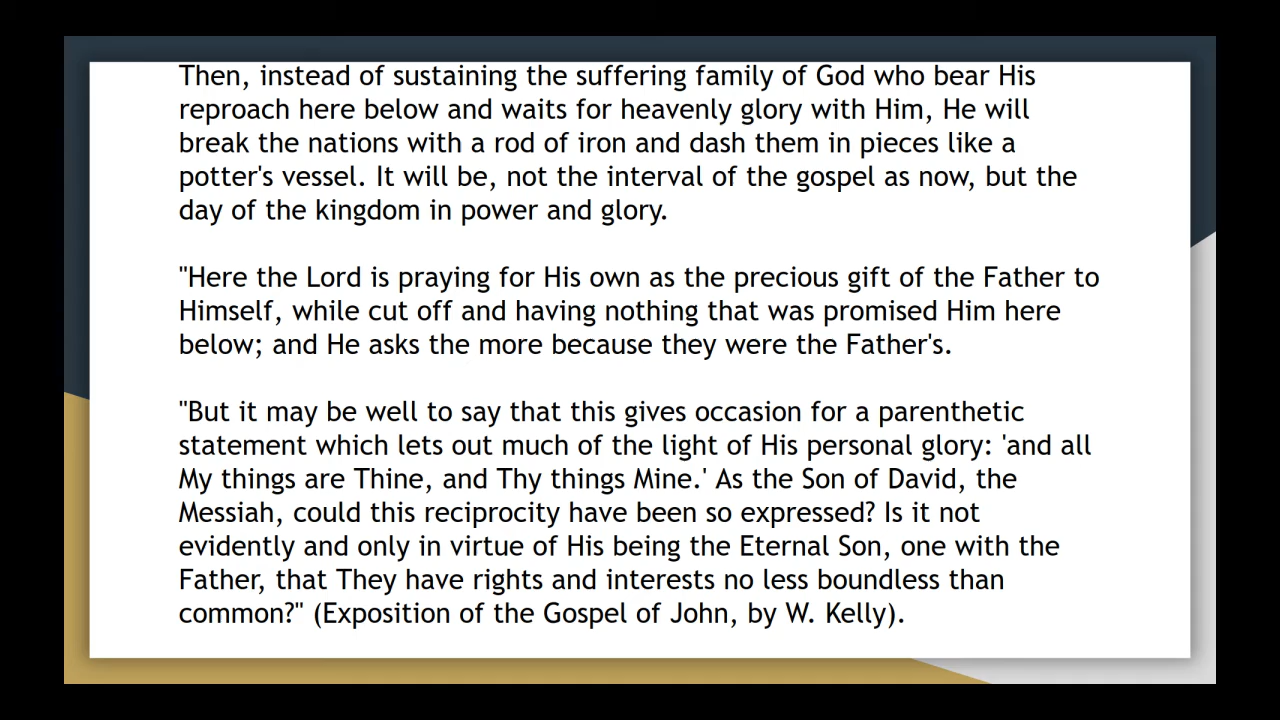 Then, instead of sustaining the suffering family of God who bear His
reproach here below and waits for heavenly glory with Him, He will
break the nations with a rod of iron and dash them in pieces like a
potter's vessel. It will be, not the interval of the gospel as now, but the
day of the kingdom in power and glory.
"Here the Lord is praying for His own as the precious gift of the Father to
Himself, while cut off and having nothing that was promised Him here
below; and He asks the more because they were the Father's.
"But it may be well to say that this gives occasion for a parenthetic
statement which lets out much of the light of His personal glory: 'and all
My things are Thine, and Thy things Mine.' As the Son of David, the
Messiah, could this reciprocity have been so expressed? Is it not
evidently and only in virtue of His being the Eternal Son, one with the
Father, that They have rights and interests no less boundless than
common?" (Exposition of the Gospel of John, by W. Kelly).